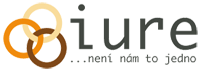 iure
...není nám to jedno